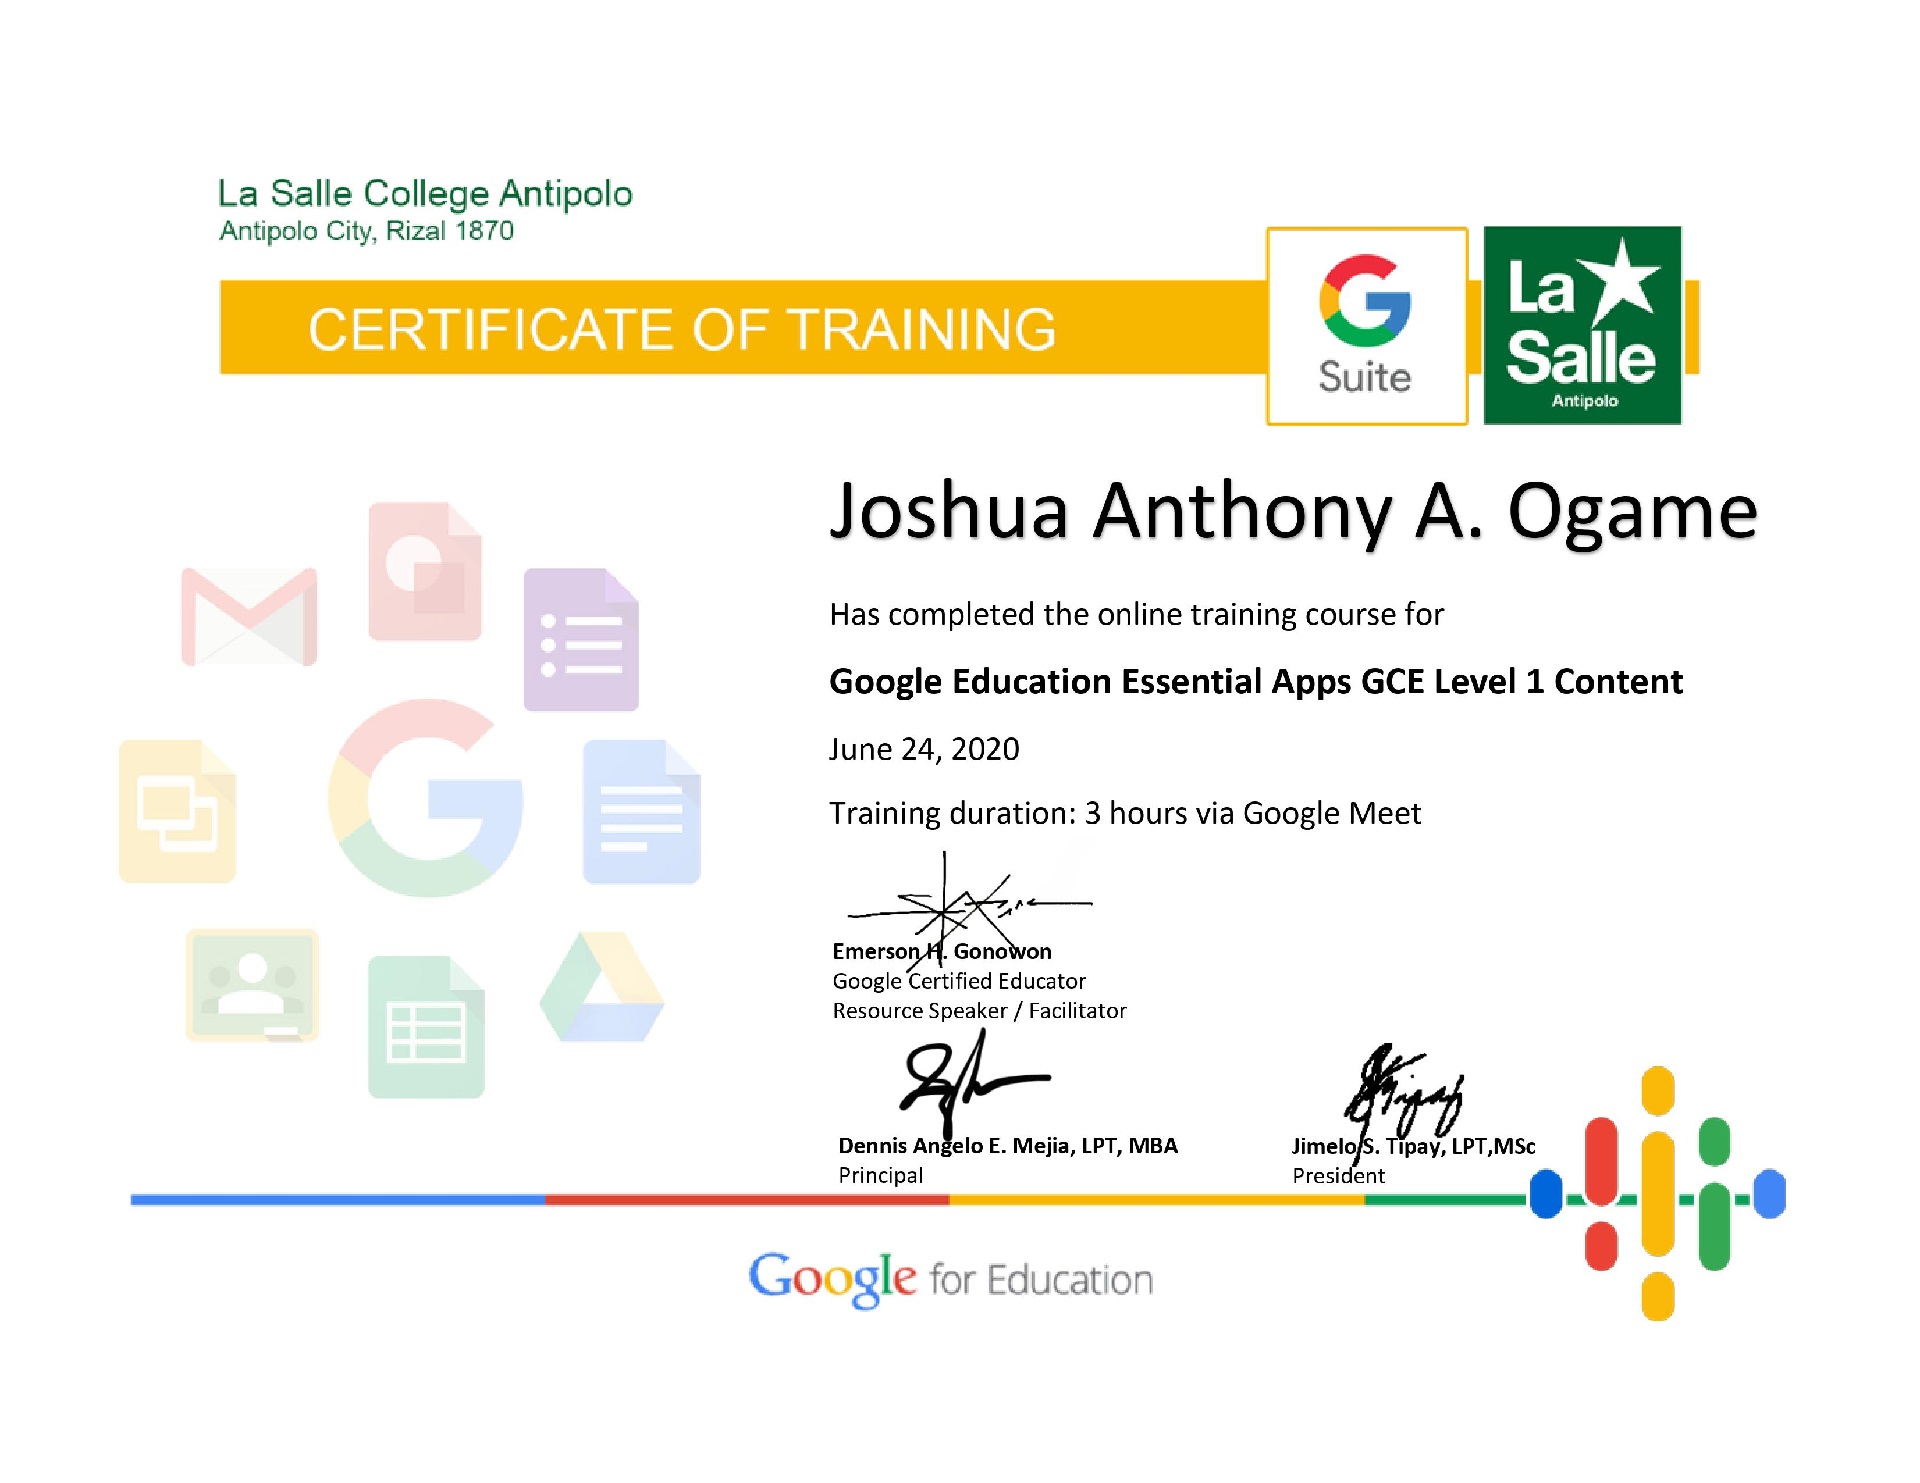 La Salle College Antipolo
Antipolo City, Rizal 1870
CERTIFICATE OF TRAINING
G Suite
La Salle
Antipolo
Joshua Anthony A. Ogame
Has completed the online training course for
Google Education Essential Apps GCE Level 1 Content
June 24, 2020
Training duration: 3 hours via Google Meet
Emerson H. Gonowon
Google Certified Educator
Resource Speaker / Facilitator
Dennis Angelo E. Mejia, LPT, MBA
Principal
Jimelo S. Tipay, LPT,MSc
President
Google for Education